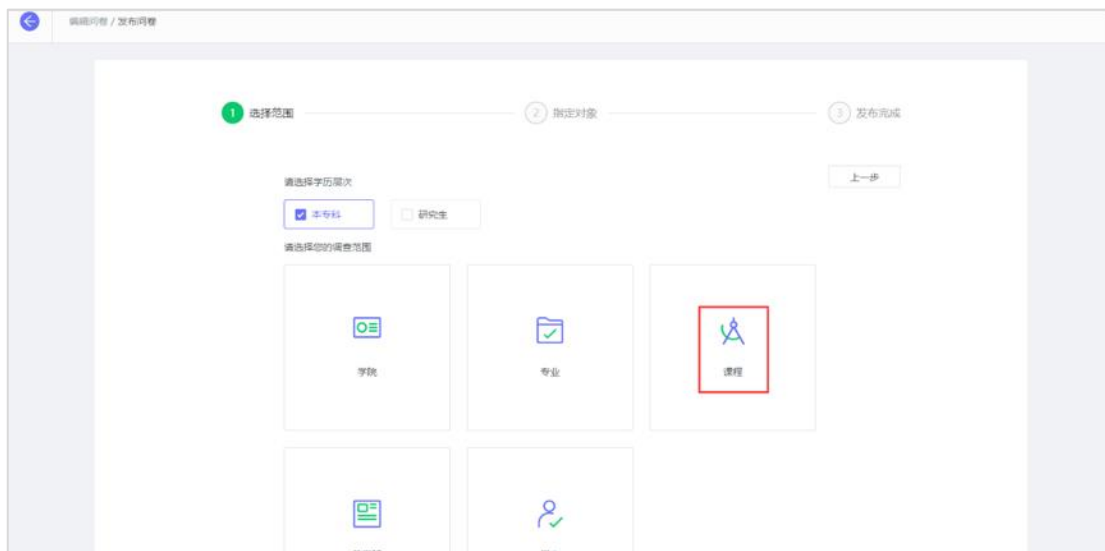 编辑问卷 / 发布问卷
1 选择范围
2 指定对象
3 发布完成
上一步
请选择学历层次
本专科
研究生
请选择您的调查范围
学院
专业
课程